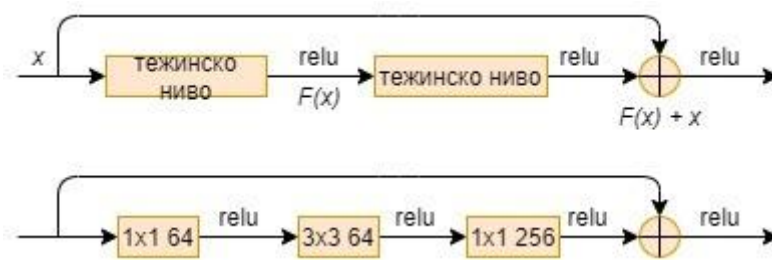 x
тежинско
ниво
relu
F(x)
тежинско ниво
relu
relu
F(x) + x
1x1 64
relu
3x3 64
relu
1x1 256
relu
relu